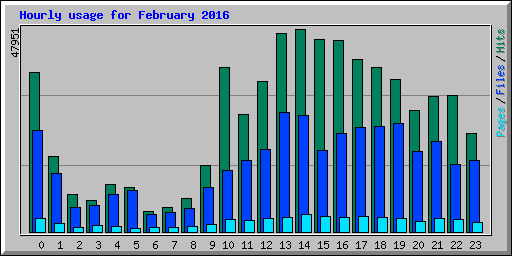 Hourly usage for February 2016
47951
Pages / Files / Hits
0 1 2 3 4 5 6 7 8 9 10 11 12 13 14 15 16 17 18 19 20 21 22 23